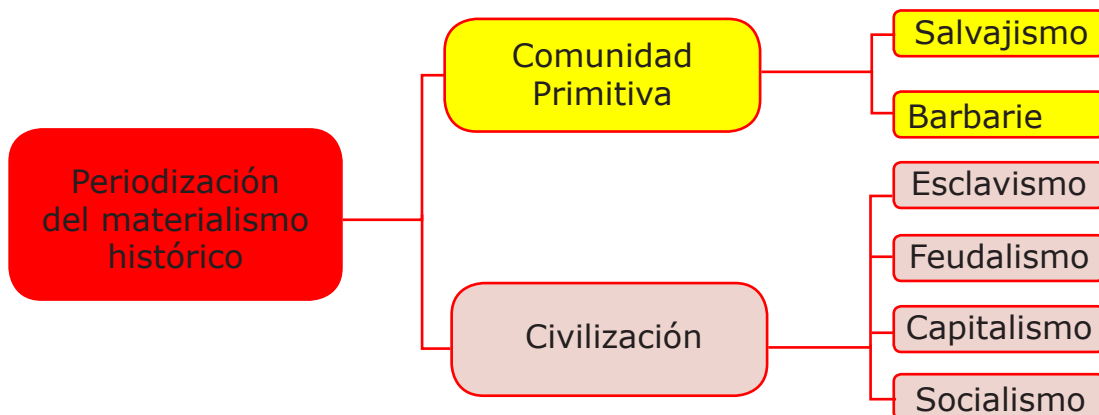 Periodización
del materialismo
histórico
Comunidad
Primitiva
Salvajismo
Barbarie
Civilización
Esclavismo
Feudalismo
Capitalismo
Socialismo